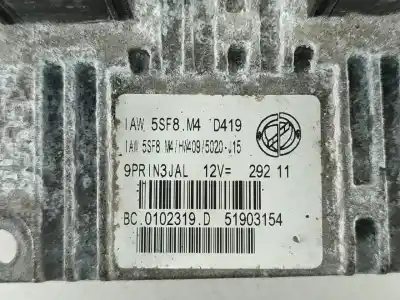 IAW 5SF8.M4 D419
IAW 5SF8 M4/HW409/5020-J15
9PRIN3JAL 12V= 292 11
BC.0102319.D 51903154